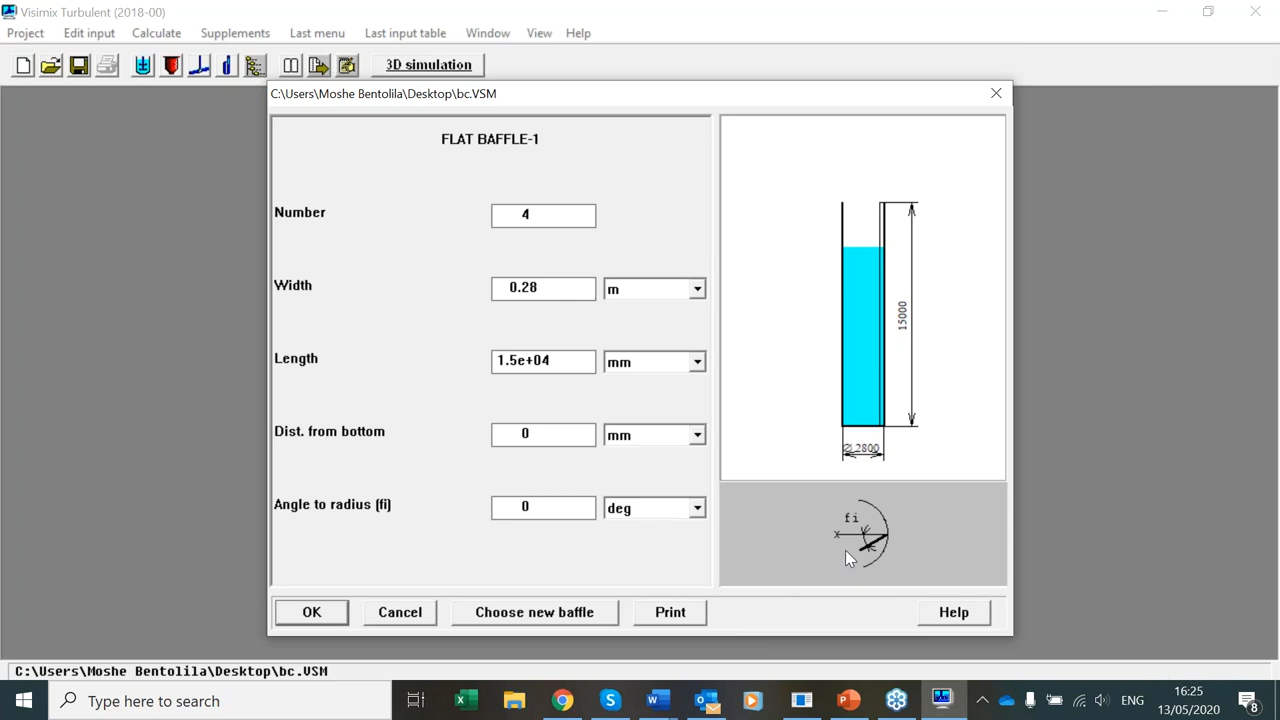 Visimix Turbulent (2018-00)
Project Edit input Calculate Supplements Last menu Last input table Window View Help
3D simulation
C:\Users\Moshe Bentolila\Desktop\bc.VSM
FLAT BAFFLE-1
Number 4
Width 0.28 m
Length 1.5e+04 mm
Dist. from bottom 0 mm
Angle to radius (fi) 0 deg
15000
Ø 2800
fi
x
OK Cancel Choose new baffle Print Help
C:\Users\Moshe Bentolila\Desktop\bc.VSM
Type here to search
ENG
16:25
13/05/2020
8